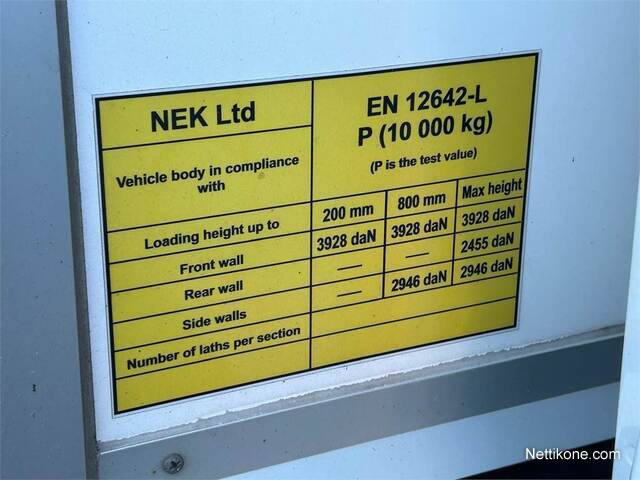 NEK Ltd
EN 12642-L
P (10 000 kg)
(P is the test value)
Vehicle body in compliance
with
Loading height up to
200 mm
800 mm
Max height
Front wall
3928 daN
3928 daN
3928 daN
Rear wall
—
—
2455 daN
Side walls
—
2946 daN
2946 daN
Number of laths per section
Nettikone.com